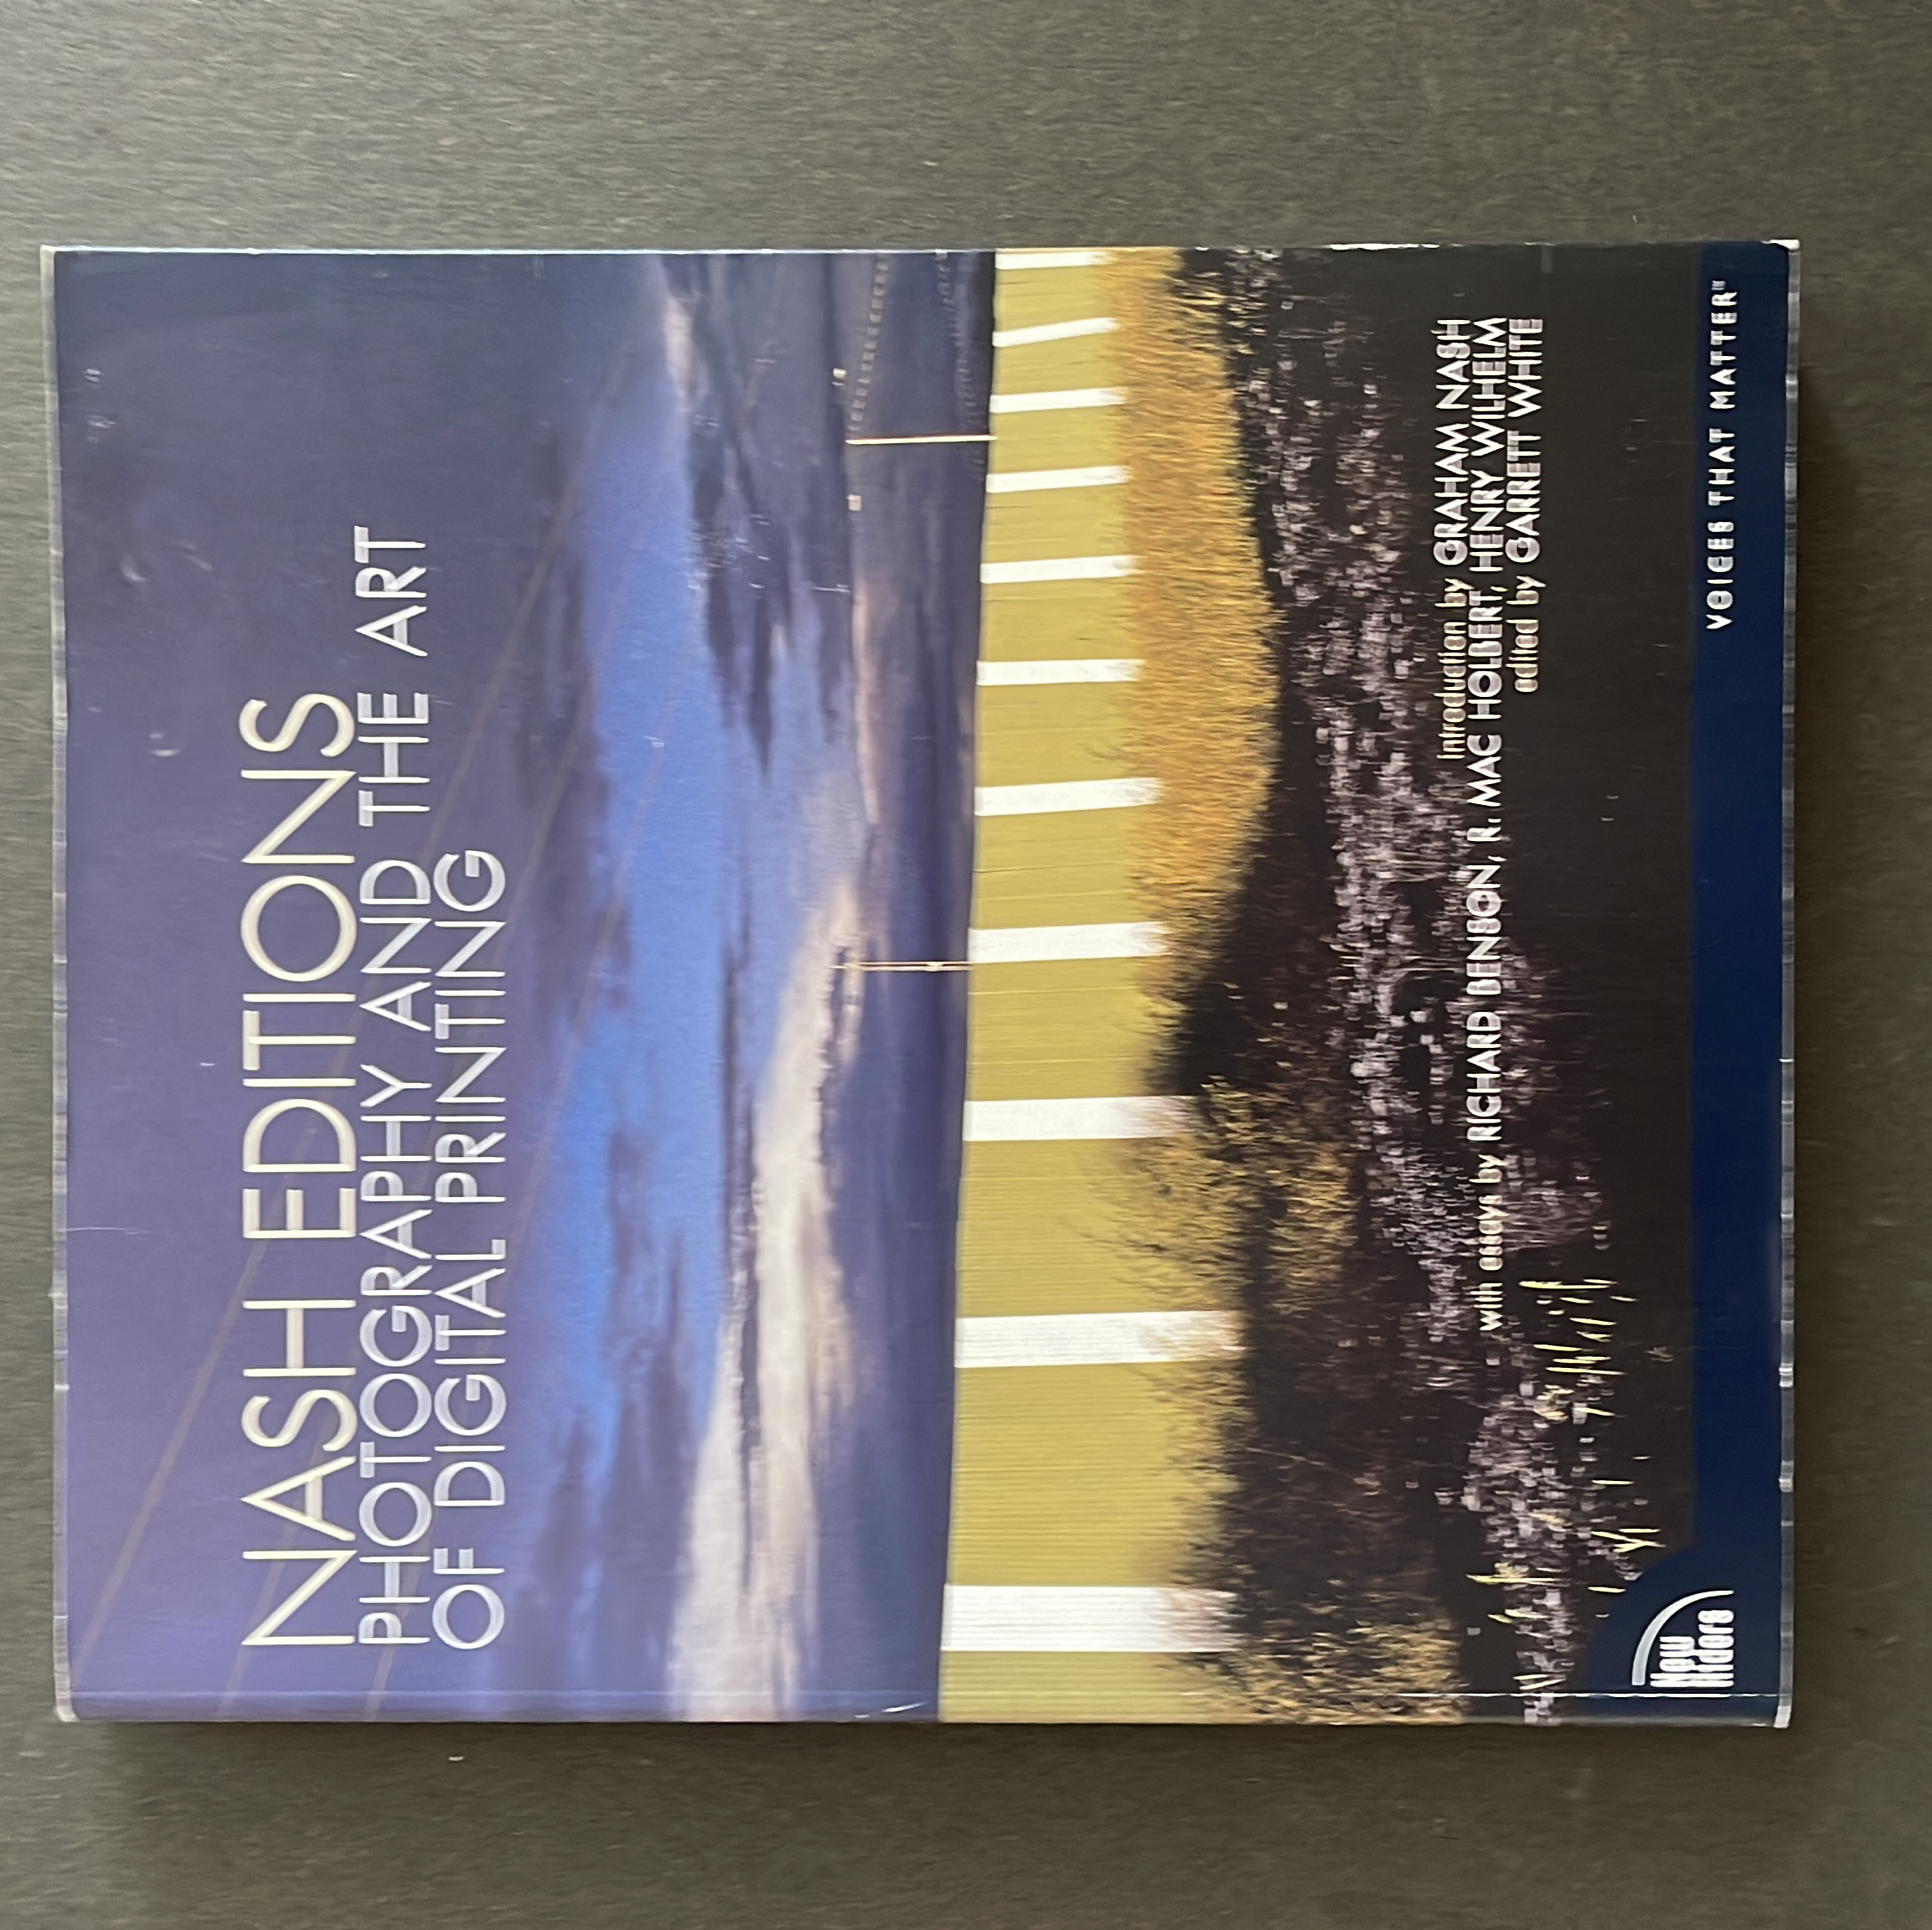 NASH EDITIONS
PHOTOGRAPHY AND THE ART
OF DIGITAL PRINTING
Introduction by GRAHAM NASH
with essays by RICHARD BENSON, R. MAC HOLBERT, HENRY WILHELM
edited by GARRETT WHITE
New
Riders
VOICES THAT MATTER™